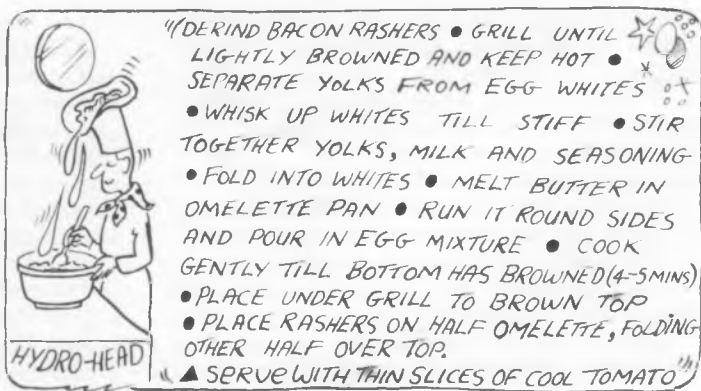 "(DERIND BACON RASHERS ● GRILL UNTIL
LIGHTLY BROWNED AND KEEP HOT ●
SEPARATE YOLKS FROM EGG WHITES
● WHISK UP WHITES TILL STIFF ● STIR
TOGETHER YOLKS, MILK AND SEASONING
● FOLD INTO WHITES ● MELT BUTTER IN
OMELETTE PAN ● RUN IT ROUND SIDES
AND POUR IN EGG MIXTURE ● COOK
GENTLY TILL BOTTOM HAS BROWNED (4-5MINS)
● PLACE UNDER GRILL TO BROWN TOP
● PLACE RASHERS ON HALF OMELETTE, FOLDING
OTHER HALF OVER TOP.
▲ SERVE WITH THIN SLICES OF COOL TOMATO"
HYDRO-HEAD